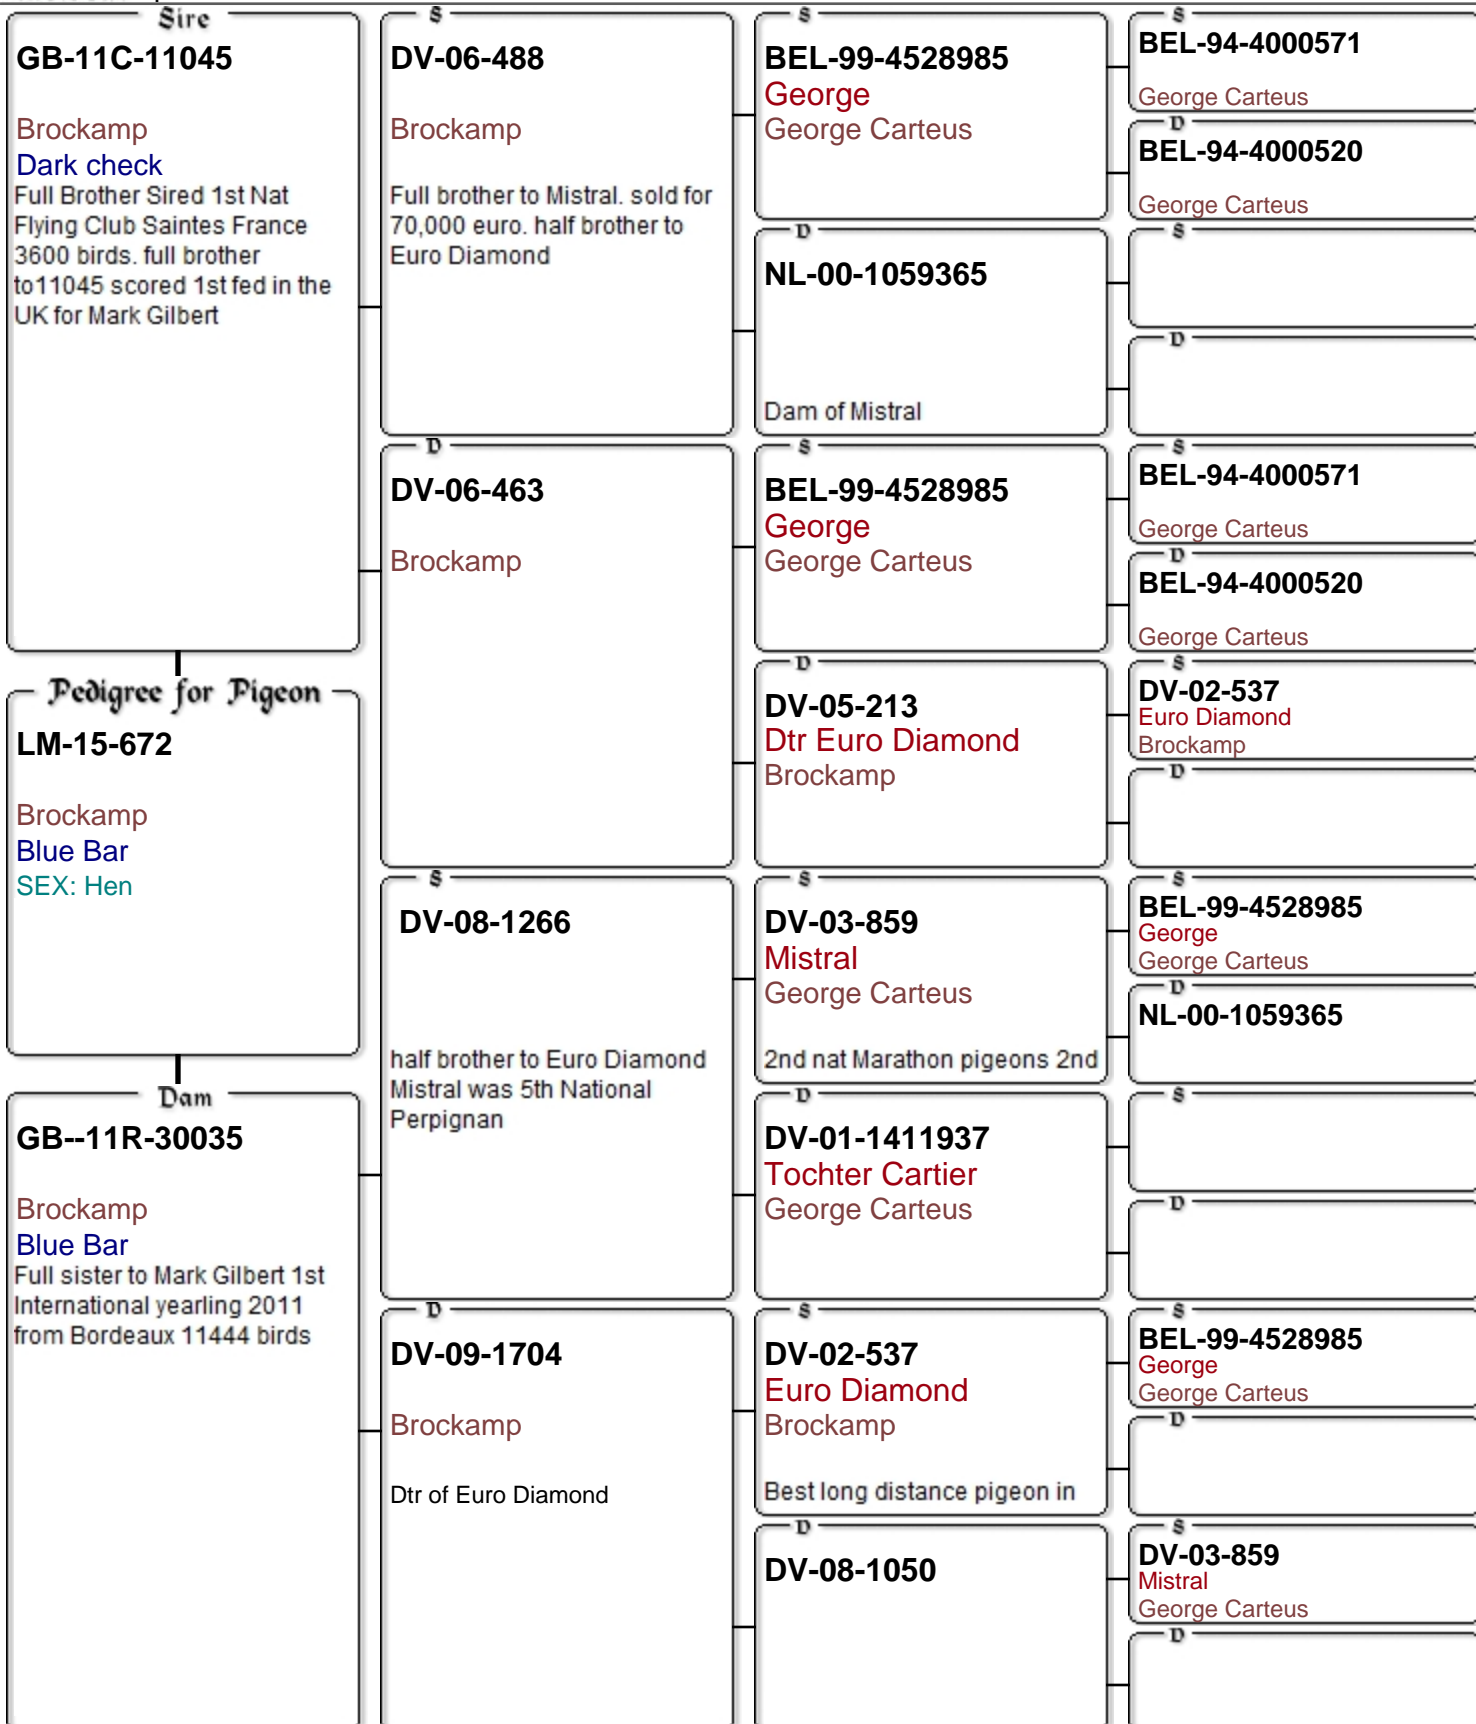 Sire
GB-11C-11045
Brockamp
Dark check
Full Brother Sired 1st Nat
Flying Club Saintes France
3600 birds. full brother
to11045 scored 1st fed in the
UK for Mark Gilbert
Pedigree for Pigeon
LM-15-672
Brockamp
Blue Bar
SEX: Hen
Dam
GB--11R-30035
Brockamp
Blue Bar
Full sister to Mark Gilbert 1st
International yearling 2011
from Bordeaux 11444 birds
S
DV-06-488
Brockamp
Full brother to Mistral. sold for
70,000 euro. half brother to
Euro Diamond
D
DV-06-463
Brockamp
S
DV-08-1266
half brother to Euro Diamond
Mistral was 5th National
Perpignan
D
DV-09-1704
Brockamp
Dtr of Euro Diamond
S
BEL-99-4528985
George
George Carteus
D
NL-00-1059365
Dam of Mistral
S
BEL-99-4528985
George
George Carteus
D
DV-05-213
Dtr Euro Diamond
Brockamp
S
DV-03-859
Mistral
George Carteus
2nd nat Marathon pigeons 2nd
D
DV-01-1411937
Tochter Cartier
George Carteus
S
DV-02-537
Euro Diamond
Brockamp
Best long distance pigeon in
D
DV-08-1050
S
BEL-94-4000571
George Carteus
D
BEL-94-4000520
George Carteus
S
D
S
BEL-94-4000571
George Carteus
D
BEL-94-4000520
George Carteus
S
DV-02-537
Euro Diamond
Brockamp
D
S
BEL-99-4528985
George
George Carteus
D
NL-00-1059365
S
D
S
BEL-99-4528985
George
George Carteus
D
S
DV-03-859
Mistral
George Carteus
D